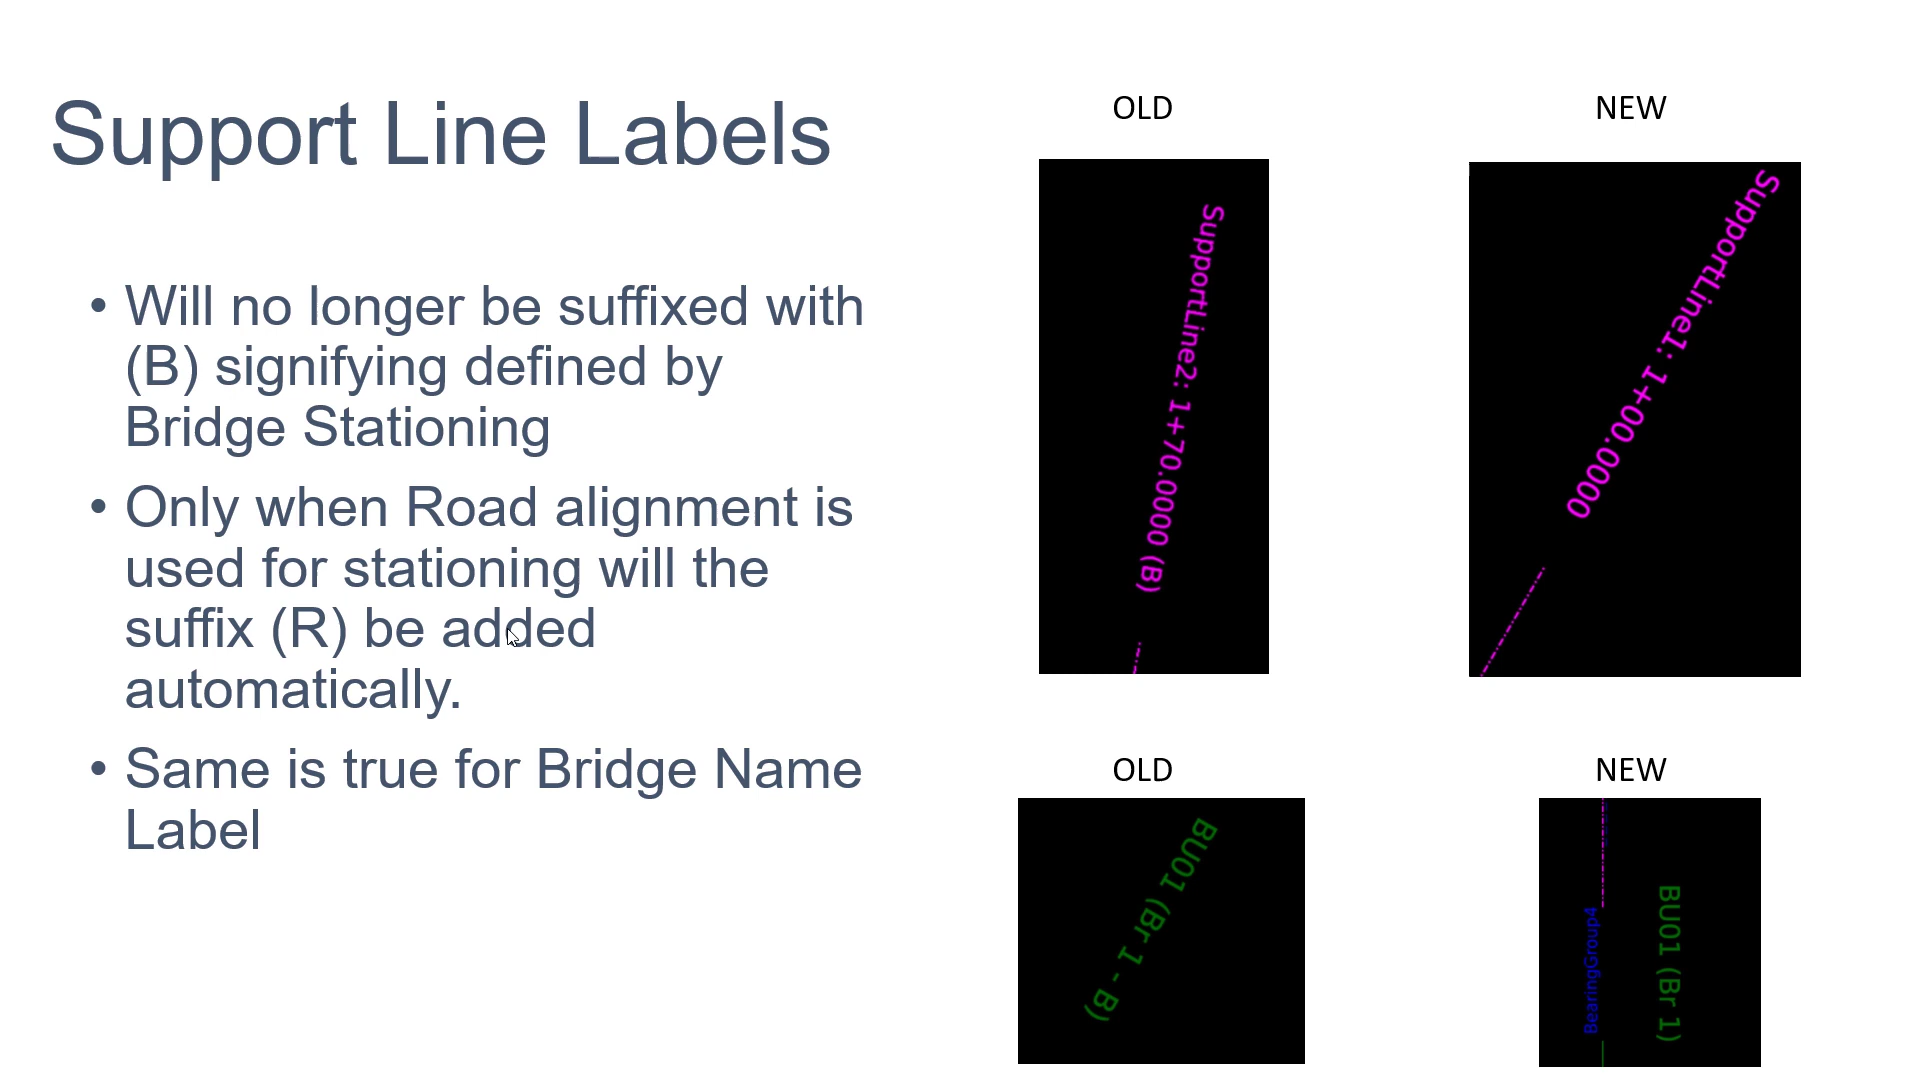 Support Line Labels
• Will no longer be suffixed with
(B) signifying defined by
Bridge Stationing
• Only when Road alignment is
used for stationing will the
suffix (R) be added
automatically.
• Same is true for Bridge Name
Label
OLD
SupportLine2: 1+70.0000 (B)
NEW
SupportLine1: 1+00.0000
OLD
BU01 (Br 1 - B)
NEW
BearingGroup4
BU01 (Br 1)